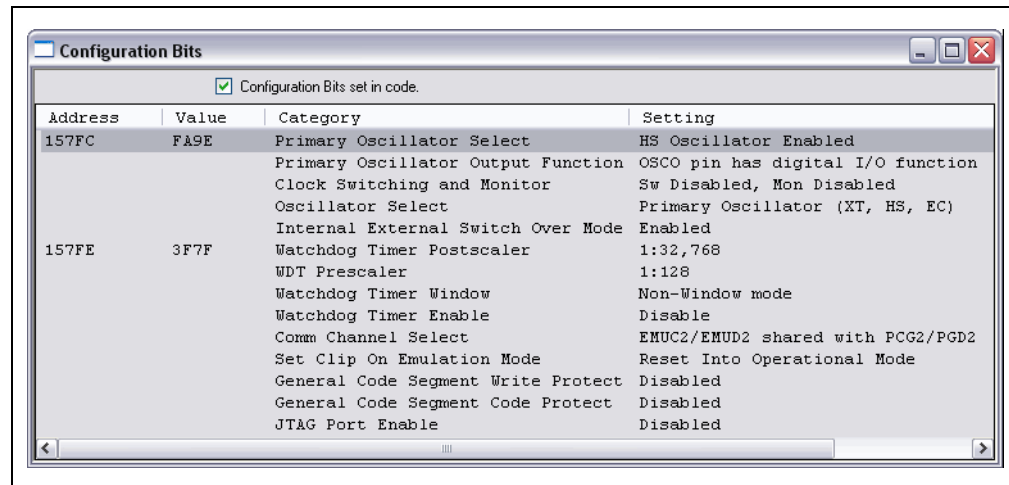 Configuration Bits
Configuration Bits set in code.
Address Value Category Setting
157FC FA9E Primary Oscillator Select HS Oscillator Enabled
Primary Oscillator Output Function OSCO pin has digital I/O function
Clock Switching and Monitor Sw Disabled, Mon Disabled
Oscillator Select Primary Oscillator (XT, HS, EC)
Internal External Switch Over Mode Enabled
157FE 3F7F Watchdog Timer Postscaler 1:32,768
WDT Prescaler 1:128
Watchdog Timer Window Non-Window mode
Watchdog Timer Enable Disable
Comm Channel Select EMUC2/EMUD2 shared with PCG2/PGD2
Set Clip On Emulation Mode Reset Into Operational Mode
General Code Segment Write Protect Disabled
General Code Segment Code Protect Disabled
JTAG Port Enable Disabled